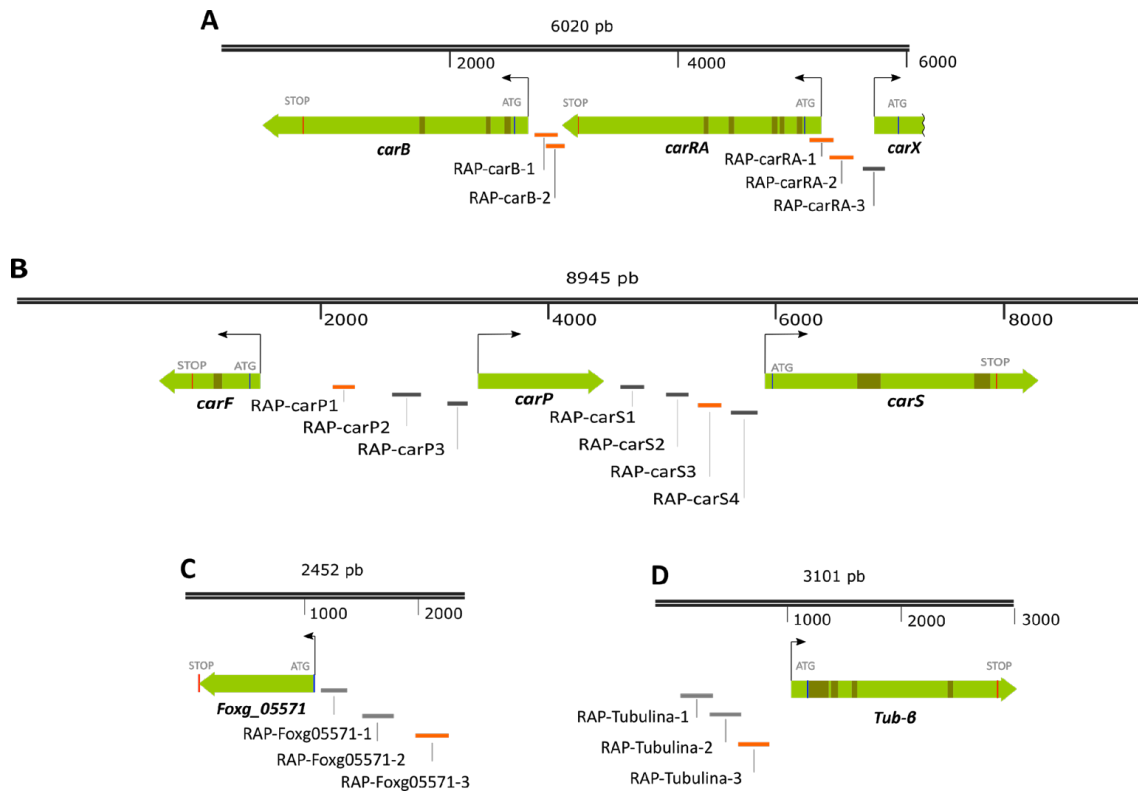 A
6020 pb
2000
4000
6000
STOP
ATG
STOP
ATG
ATG
carB
carRA
carX
RAP-carB-1
RAP-carB-2
RAP-carRA-1
RAP-carRA-2
RAP-carRA-3
B
8945 pb
2000
4000
6000
8000
STOP
ATG
ATG
STOP
carF
carP
carS
RAP-carP1
RAP-carP2
RAP-carP3
RAP-carS1
RAP-carS2
RAP-carS3
RAP-carS4
C
2452 pb
1000
2000
STOP
ATG
Foxg_05571
RAP-Foxg05571-1
RAP-Foxg05571-2
RAP-Foxg05571-3
D
3101 pb
1000
2000
3000
ATG
STOP
Tub-β
RAP-Tubulina-1
RAP-Tubulina-2
RAP-Tubulina-3